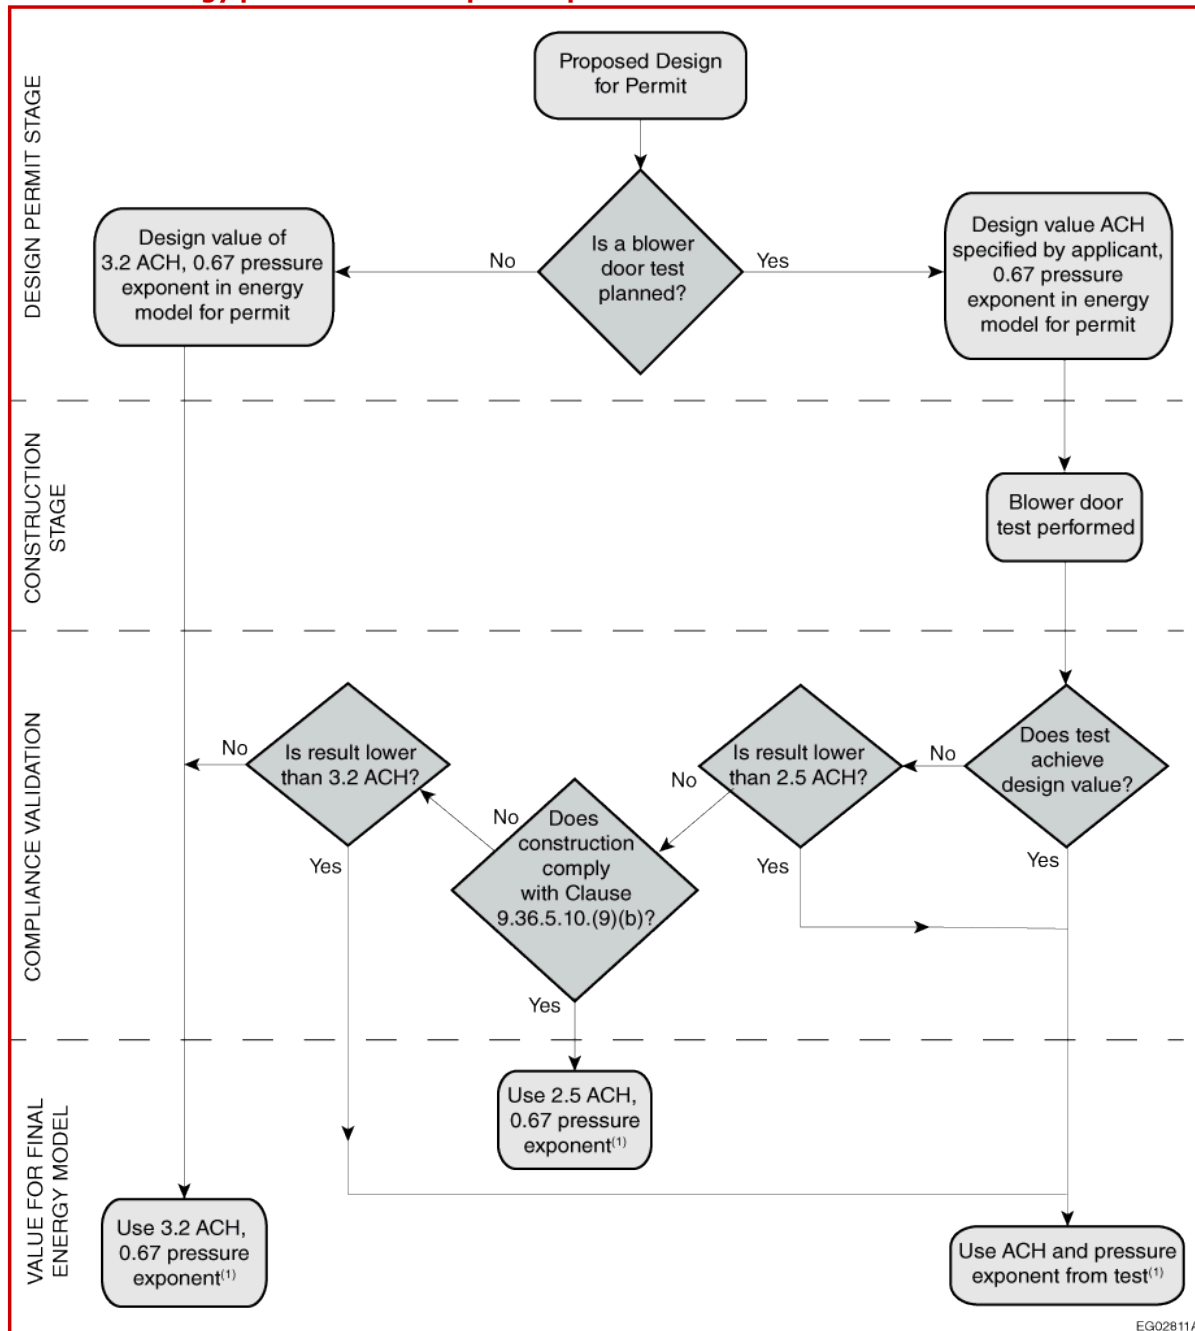 DESIGN PERMIT STAGE
Proposed Design
for Permit
Is a blower
door test
planned?
No
Yes
Design value of
3.2 ACH, 0.67 pressure
exponent in energy
model for permit
Design value ACH
specified by applicant,
0.67 pressure
exponent in energy
model for permit
CONSTRUCTION
STAGE
Blower door
test performed
COMPLIANCE VALIDATION
Does test
achieve
design value?
No
Yes
Is result lower
than 2.5 ACH?
No
Yes
Does
construction
comply
with Clause
9.36.5.10.(9)(b)?
No
Yes
Is result lower
than 3.2 ACH?
No
Yes
VALUE FOR FINAL
ENERGY MODEL
Use 3.2 ACH,
0.67 pressure
exponent(1)
Use 2.5 ACH,
0.67 pressure
exponent(1)
Use ACH and pressure
exponent from test(1)
EG02811A